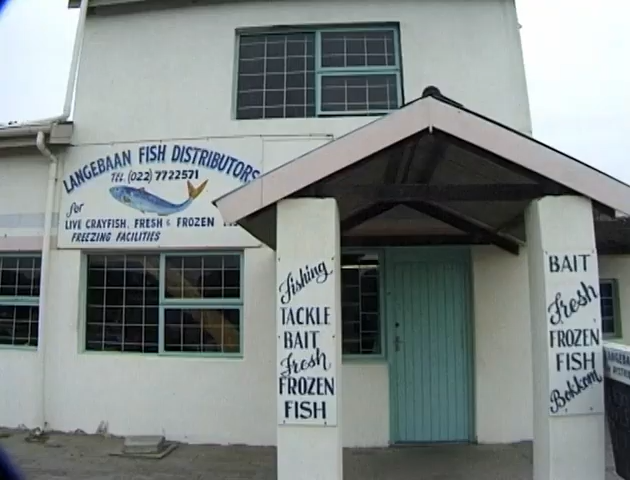 LANGEBAAN FISH DISTRIBUTORS
TEL. (022) 7722571
for
LIVE CRAYFISH, FRESH & FROZEN
FREEZING FACILITIES
Fishing
TACKLE
BAIT
Fresh
FROZEN
FISH
BAIT
Fresh
FROZEN
FISH
Bokkom